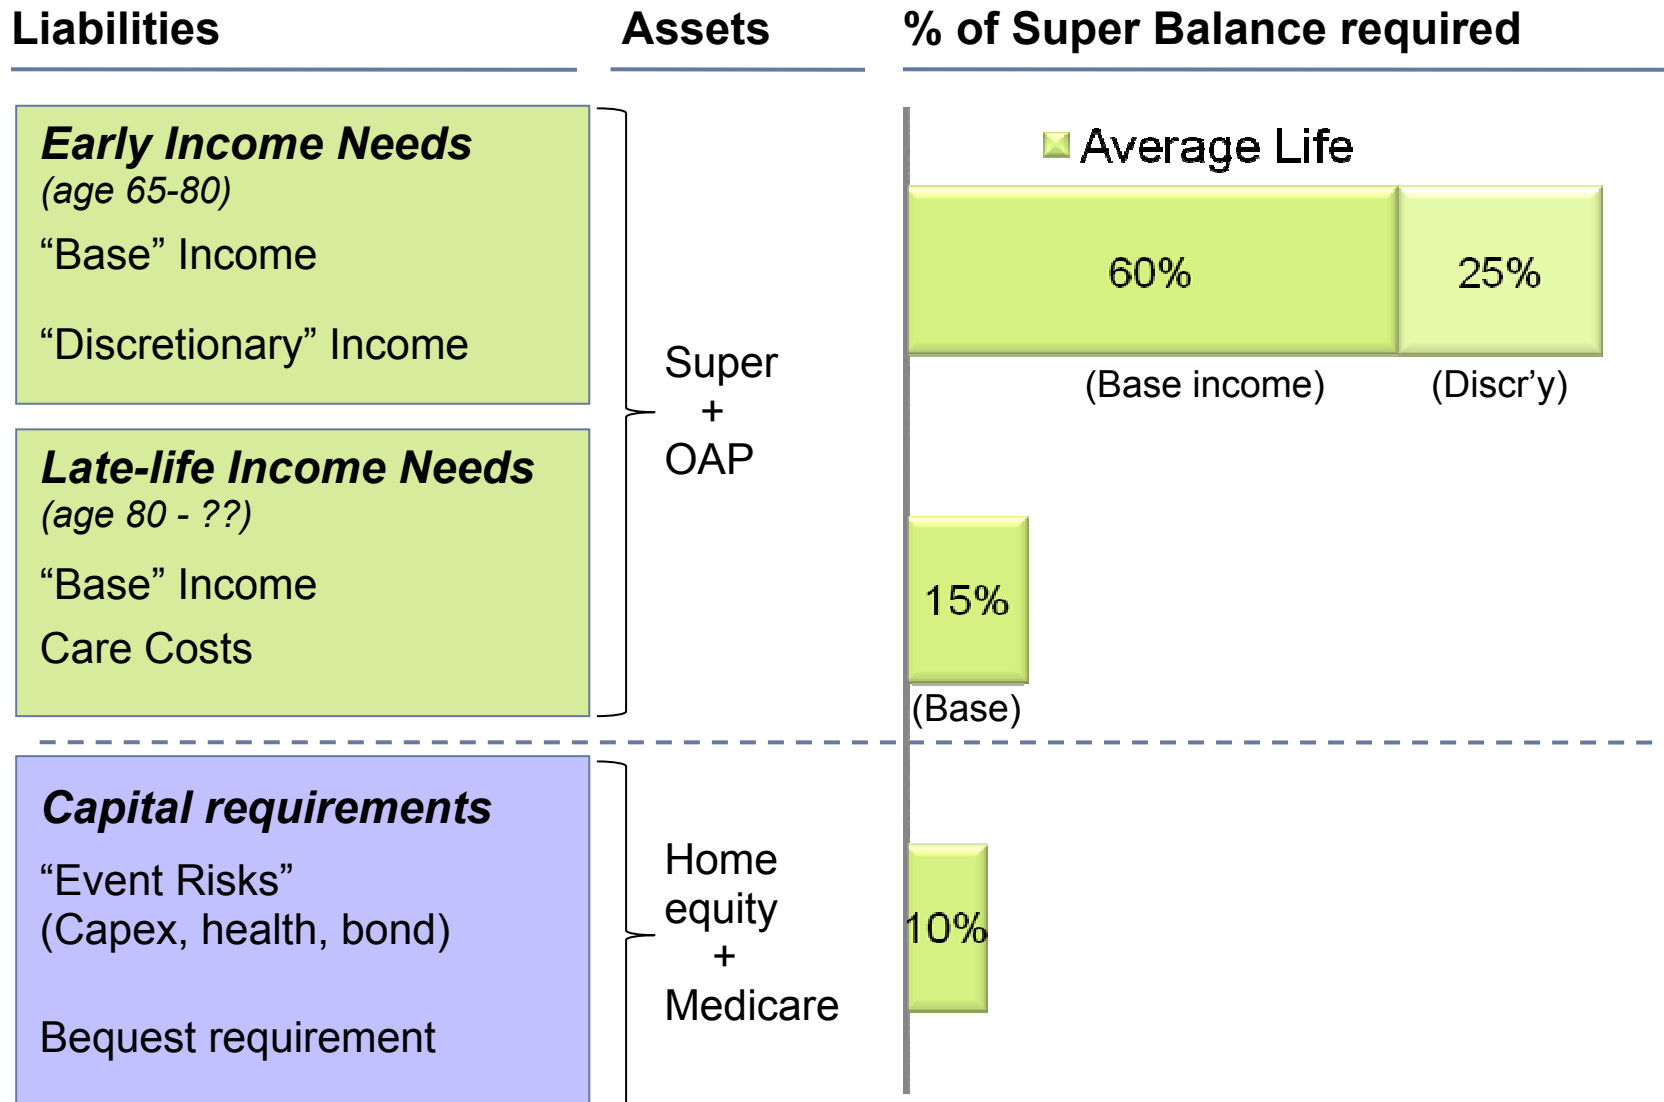 Liabilities
Assets
% of Super Balance required
Early Income Needs
(age 65-80)
“Base” Income
“Discretionary” Income
Late-life Income Needs
(age 80 - ??)
“Base” Income
Care Costs
Super
+
OAP
Average Life
60%
25%
(Base income)
(Discr’y)
15%
(Base)
Capital requirements
“Event Risks”
(Capex, health, bond)
Bequest requirement
Home
equity
+
Medicare
10%